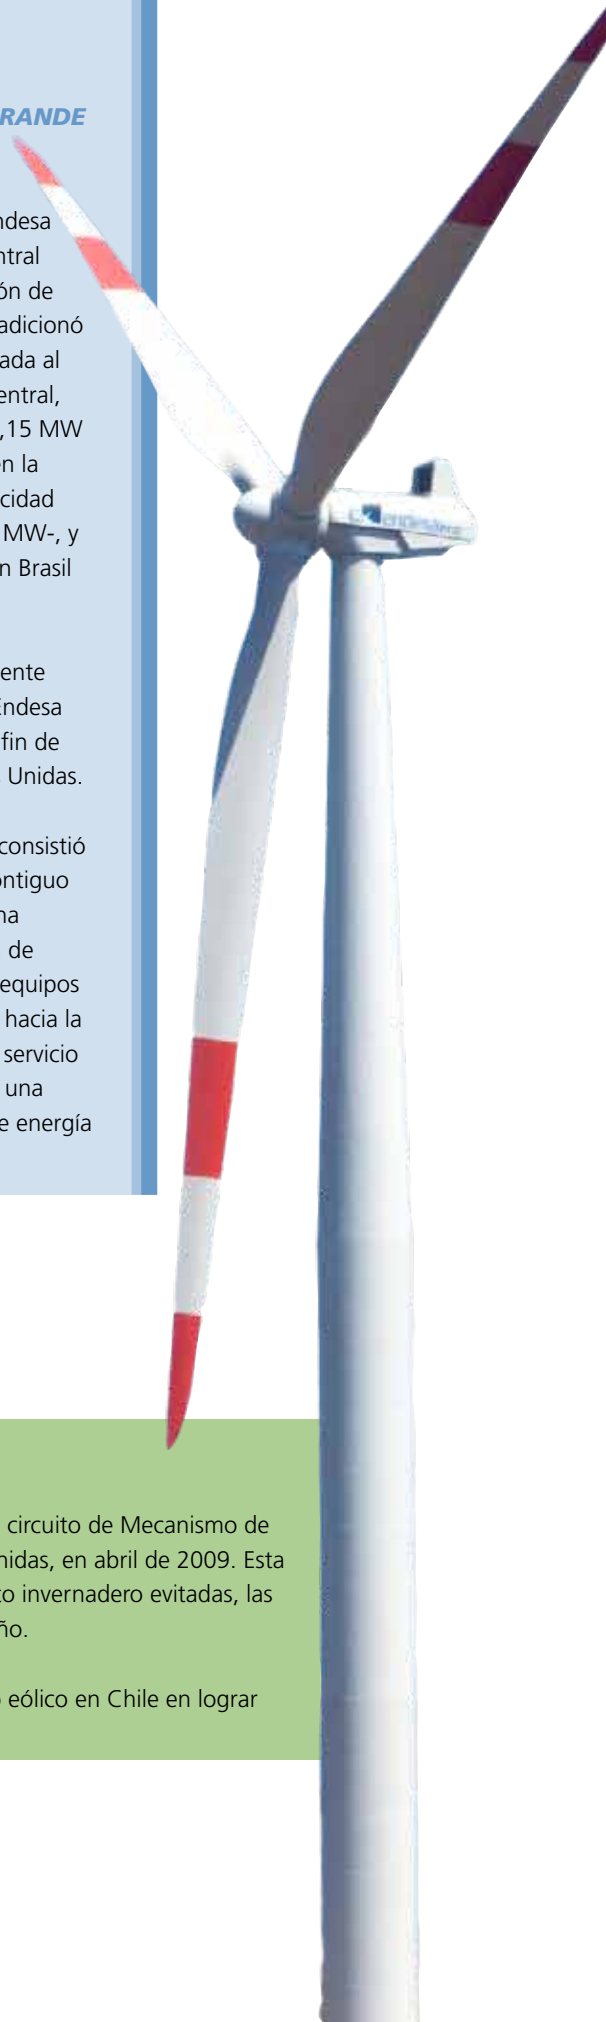 RANDE
ndesa
ntral
ón de
adicionó
ada al
entral,
,15 MW
en la
cidad
MW-, y
n Brasil
ente
Endesa
fin de
Unidas.
consistió
ontiguo
na
de
equipos
hacia la
servicio
una
e energía
circuito de Mecanismo de
nidas, en abril de 2009. Esta
to invernadero evitadas, las
ño.
o eólico en Chile en lograr